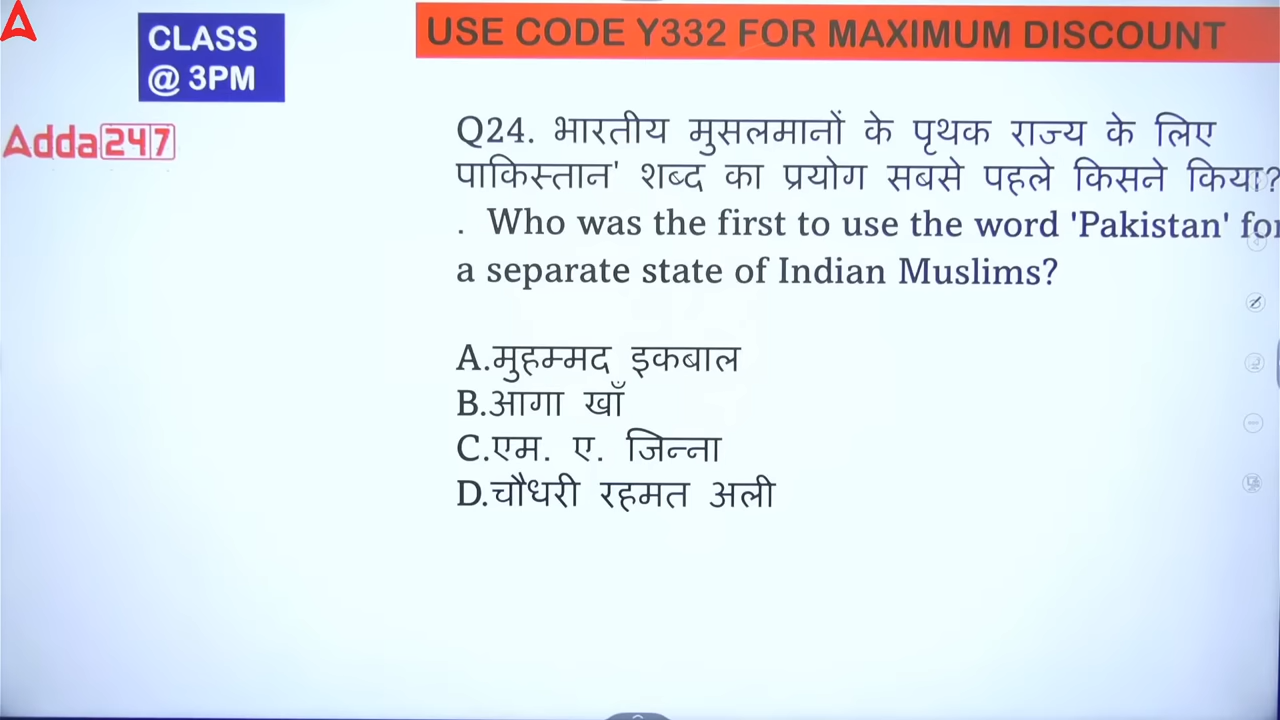 CLASS
@ 3PM
USE CODE Y332 FOR MAXIMUM DISCOUNT
Adda247
Q24. भारतीय मुसलमानों के पृथक राज्य के लिए
पाकिस्तान' शब्द का प्रयोग सबसे पहले किसने किया?
. Who was the first to use the word 'Pakistan' for
a separate state of Indian Muslims?
A.मुहम्मद इकबाल
B.आगा खाँ
C.एम. ए. जिन्ना
D.चौधरी रहमत अली